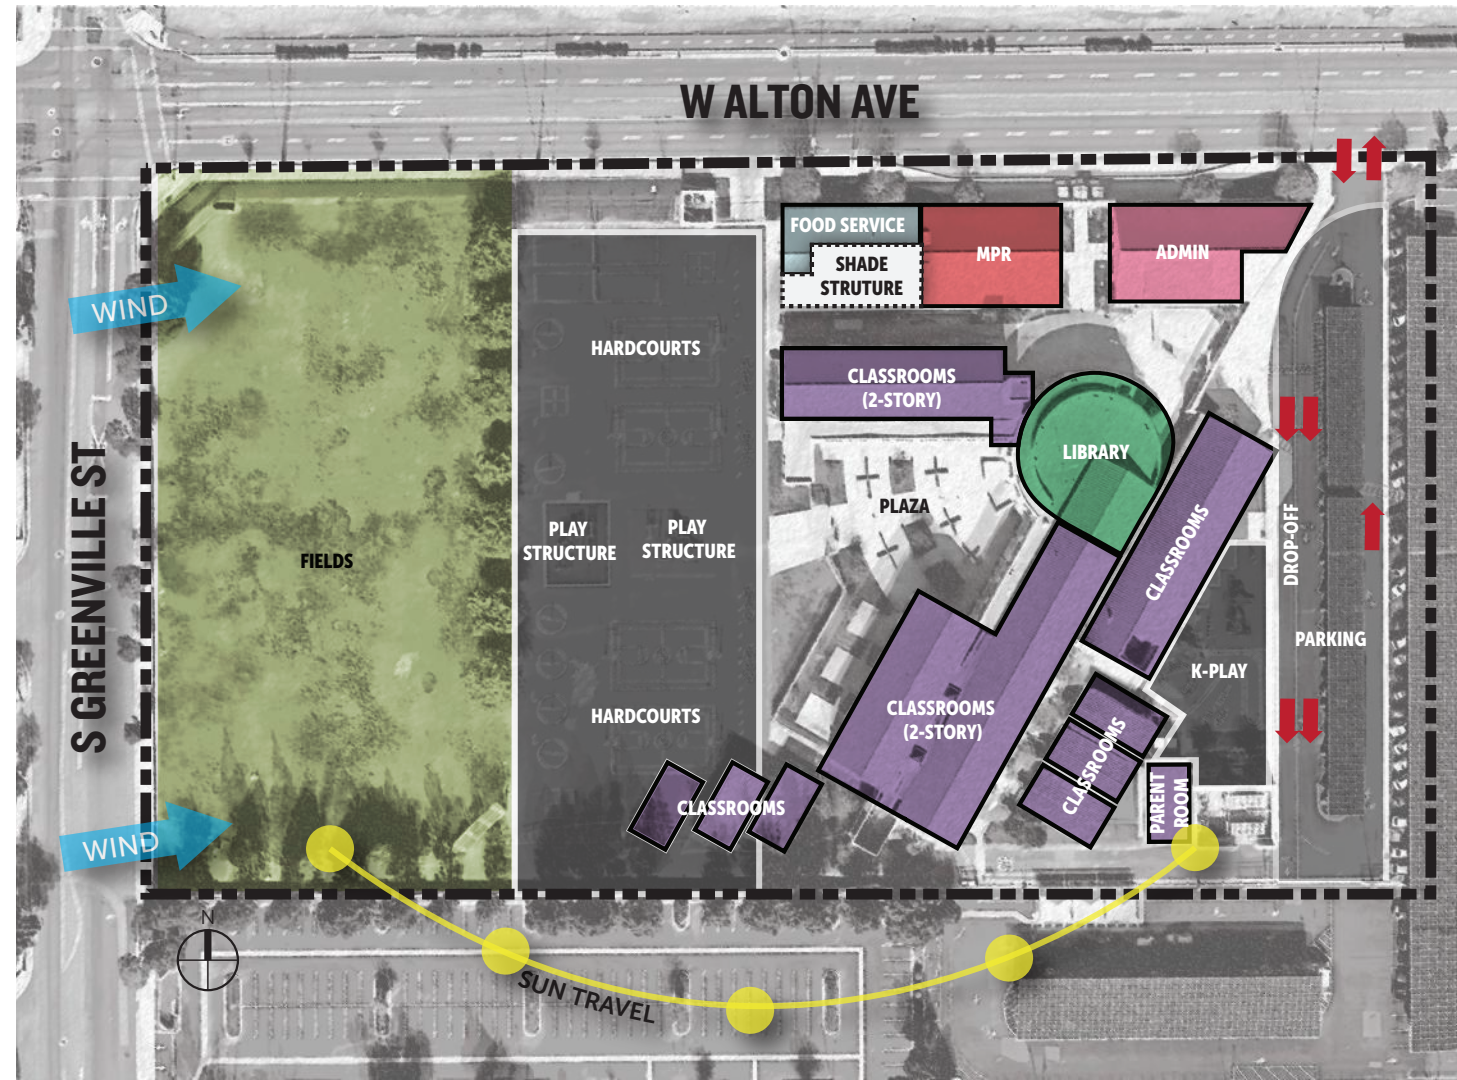 W ALTON AVE
FOOD SERVICE
SHADE
STRUTURE
MPR
ADMIN
WIND
HARDCOURTS
CLASSROOMS
(2-STORY)
LIBRARY
PLAZA
S GREENVILLE ST
FIELDS
PLAY
STRUCTURE
PLAY
STRUCTURE
CLASSROOMS
DROP-OFF
PARKING
K-PLAY
HARDCOURTS
CLASSROOMS
(2-STORY)
CLASSROOMS
CLASSROOMS
PARENT
ROOM
WIND
N
SUN TRAVEL